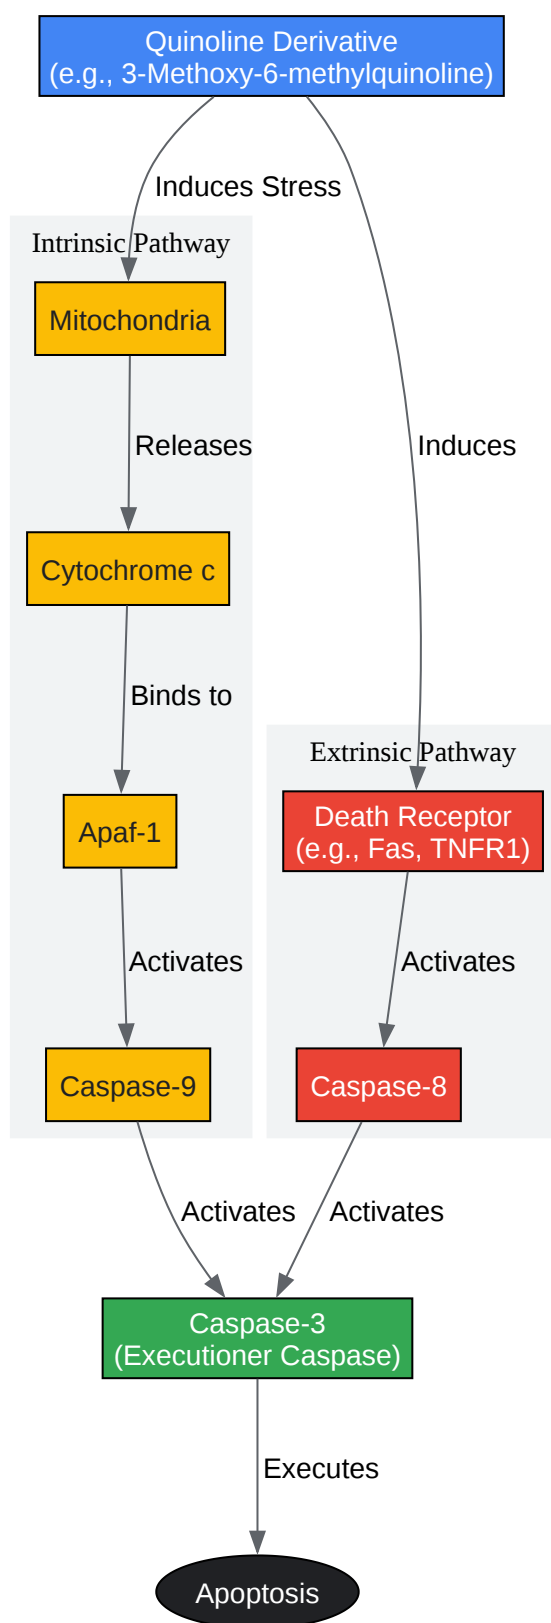 Quinoline Derivative
(e.g., 3-Methoxy-6-methylquinoline)
Induces Stress
Intrinsic Pathway
Mitochondria
Releases
Induces
Cytochrome c
Binds to
Extrinsic Pathway
Apaf-1
Death Receptor
(e.g., Fas, TNFR1)
Activates
Activates
Caspase-9
Caspase-8
Activates
Activates
Caspase-3
(Executioner Caspase)
Executes
Apoptosis